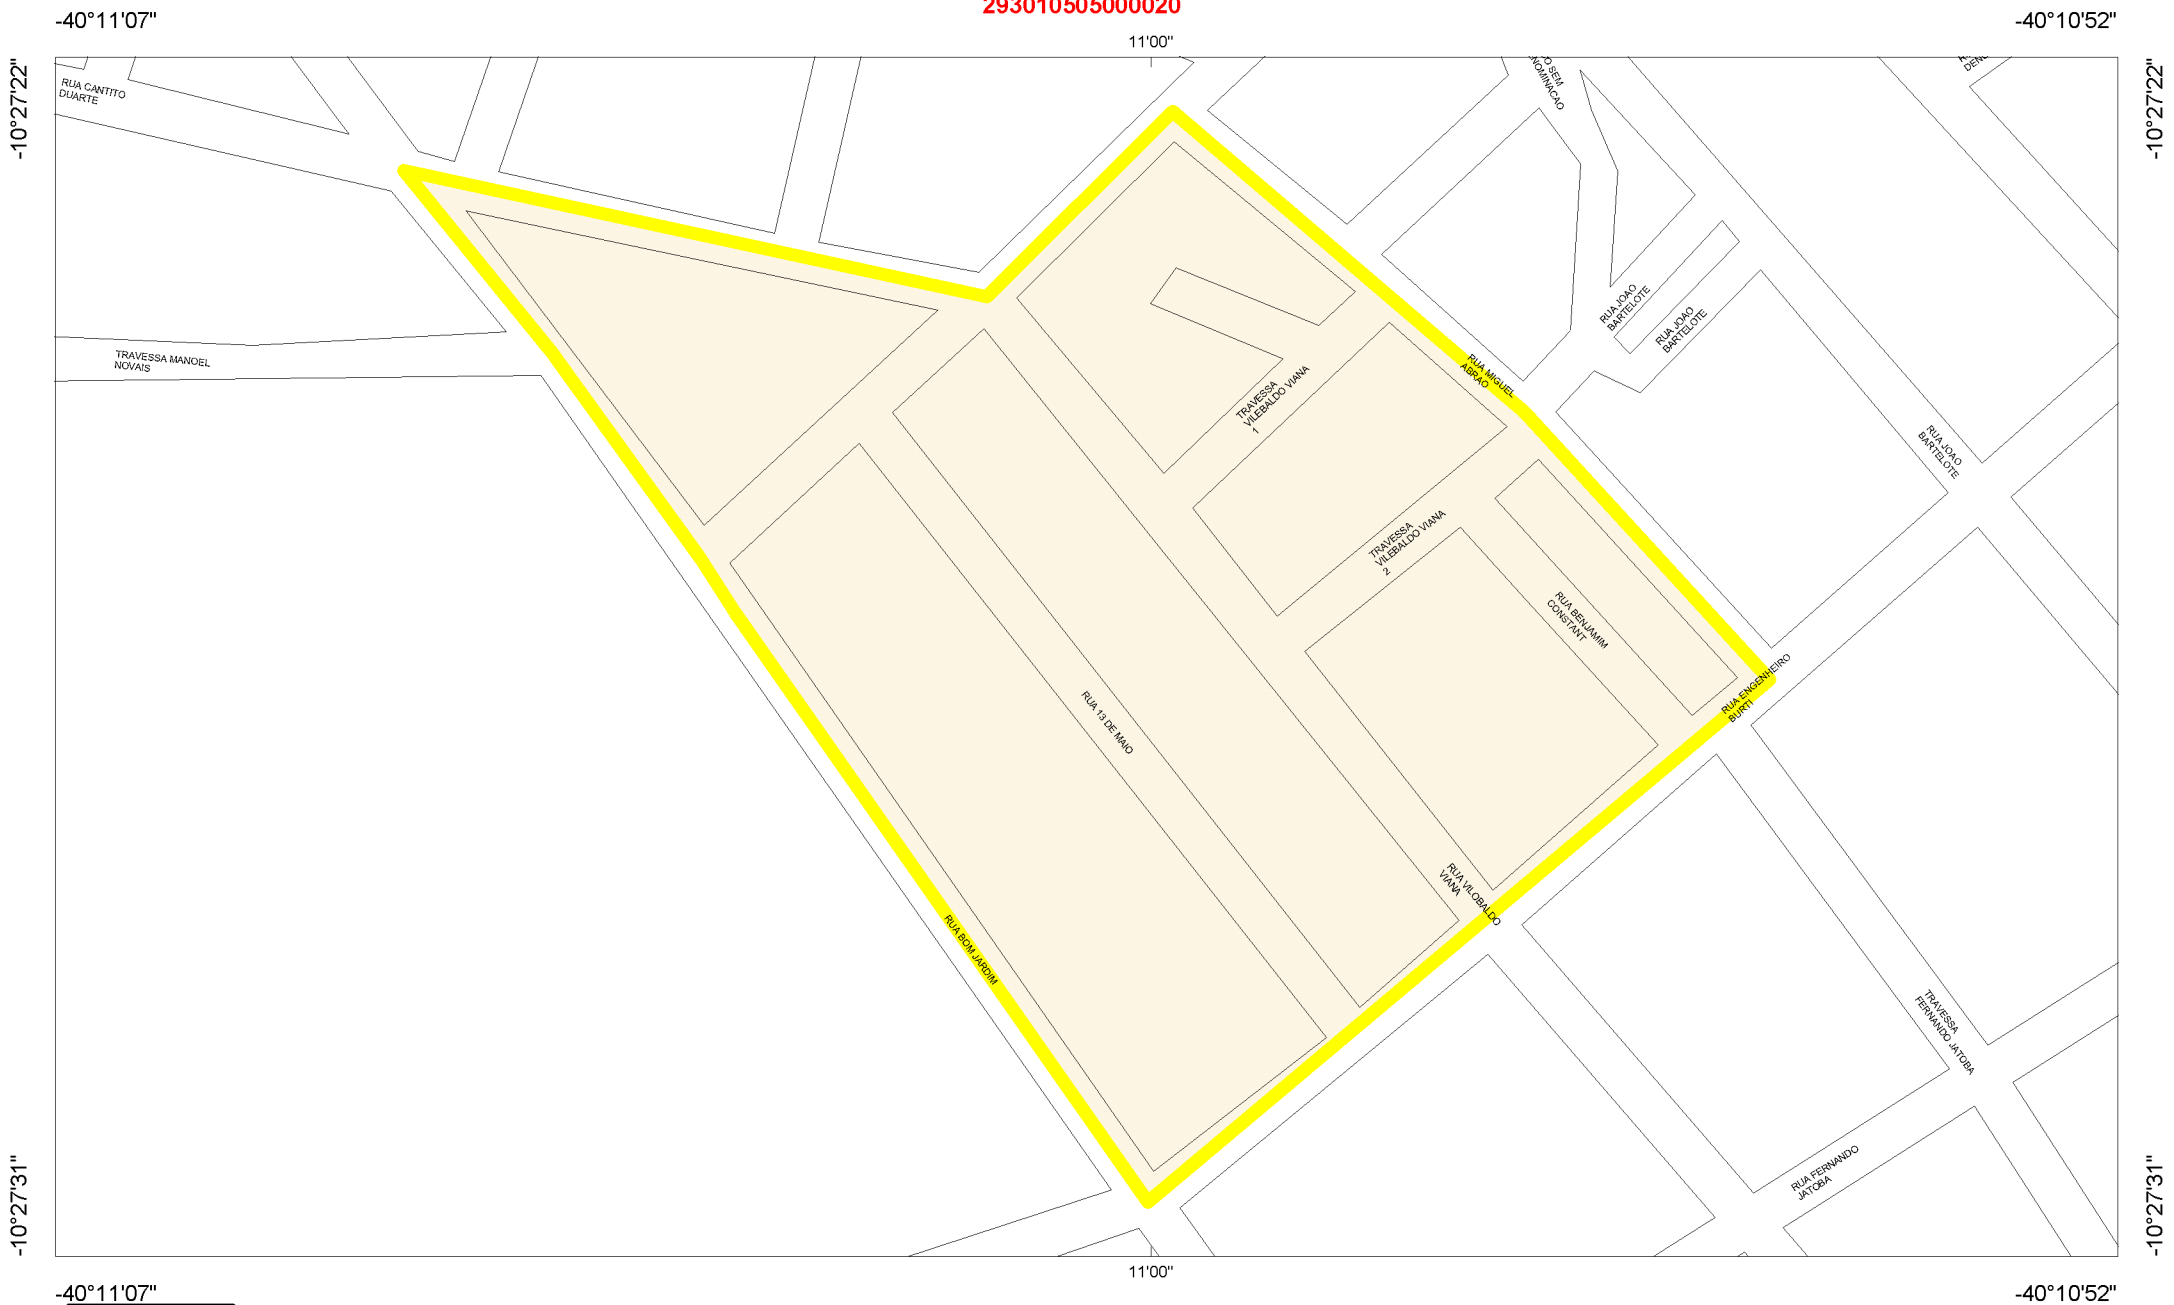 293010505000020
-40°11'07"
-40°10'52"
11'00"
-10°27'22"
-10°27'22"
RUA CANTITO
DUARTE
O SEM
NOMINACAO
RUA JOAO
BARTELOTE
RUA JOAO
BARTELOTE
TRAVESSA MANOEL
NOVAIS
RUA MIGUEL
ABRAO
TRAVESSA
VILEBALDO VIANA
1
RUA JOAO
BARTELOTE
TRAVESSA
VILEBALDO VIANA
2
RUA BENJAMIM
CONSTANT
RUA ENGENHEIRO
BURTI
RUA 13 DE MAIO
RUA VILOBALDO
VIANA
RUA BOM JARDIM
TRAVESSA
FERNANDO JATOBA
RUA FERNANDO
JATOBA
-10°27'31"
-10°27'31"
11'00"
-40°11'07"
-40°10'52"